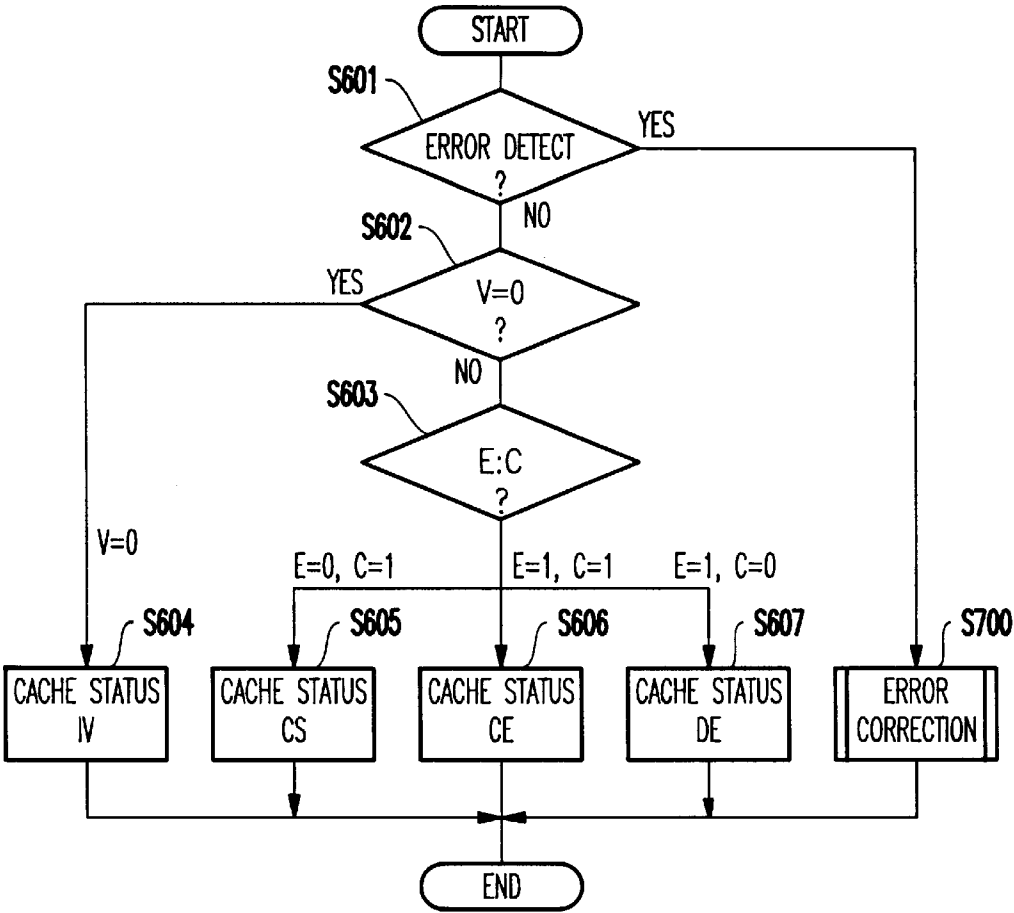 START
S601
ERROR DETECT
?
YES
NO
S602
YES
V=0
?
NO
S603
E:C
?
V=0
E=0, C=1
E=1, C=1
E=1, C=0
S604
S605
S606
S607
S700
CACHE STATUS
IV
CACHE STATUS
CS
CACHE STATUS
CE
CACHE STATUS
DE
ERROR
CORRECTION
END